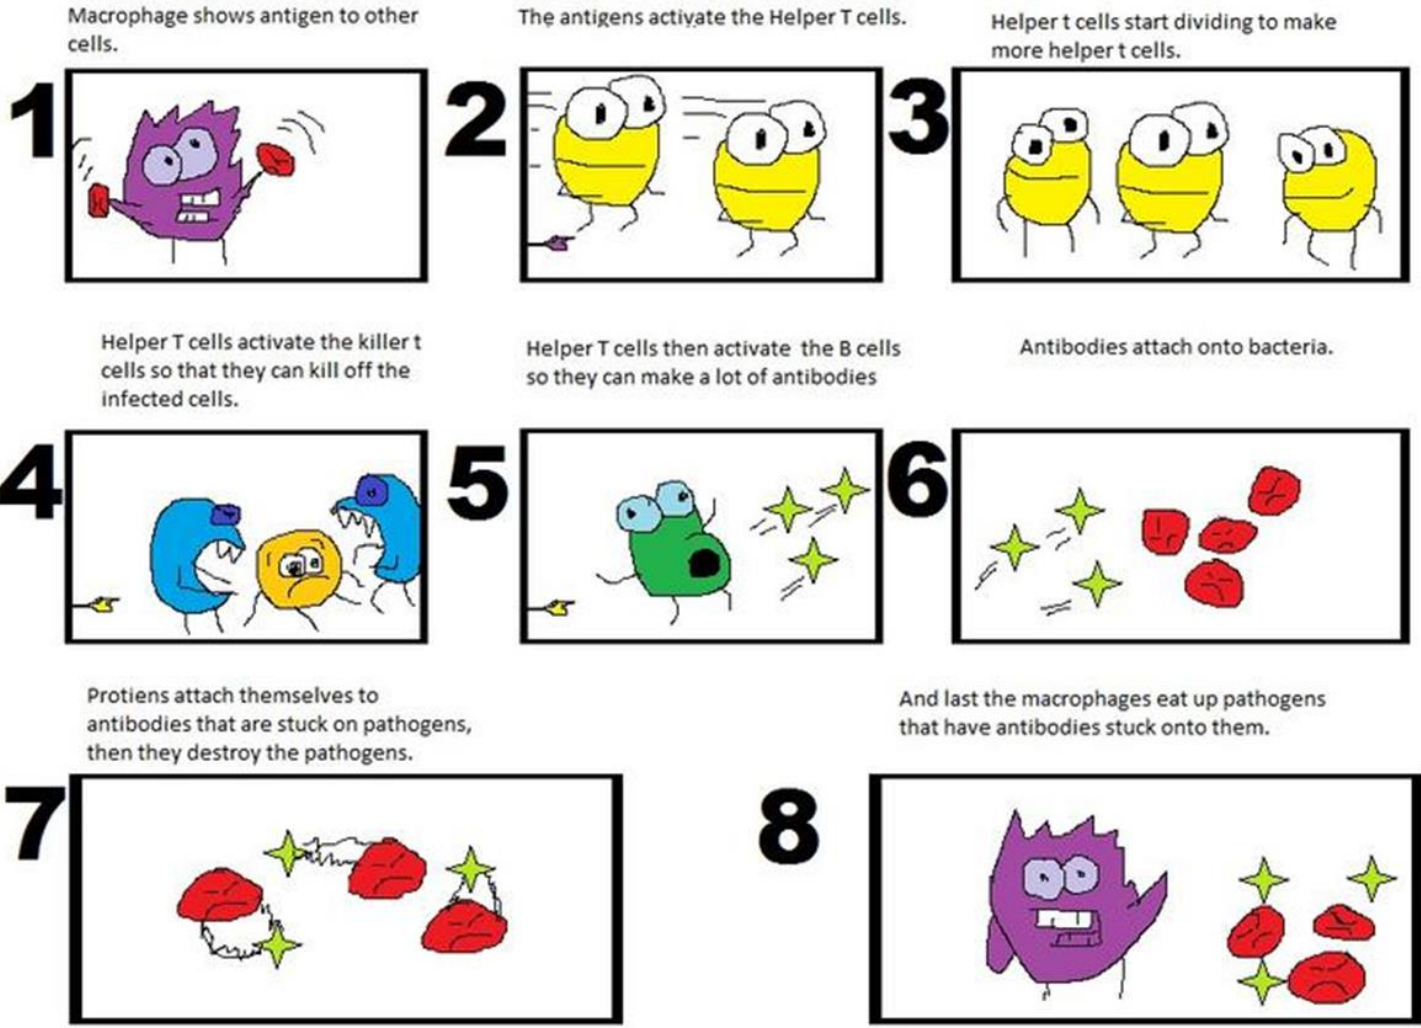 Macrophage shows antigen to other
cells.
The antigens activate the Helper T cells.
Helper t cells start dividing to make
more helper t cells.
1
2
3
Helper T cells activate the killer t
cells so that they can kill off the
infected cells.
Helper T cells then activate the B cells
so they can make a lot of antibodies
Antibodies attach onto bacteria.
4
5
6
Protiens attach themselves to
antibodies that are stuck on pathogens,
then they destroy the pathogens.
And last the macrophages eat up pathogens
that have antibodies stuck onto them.
7
8